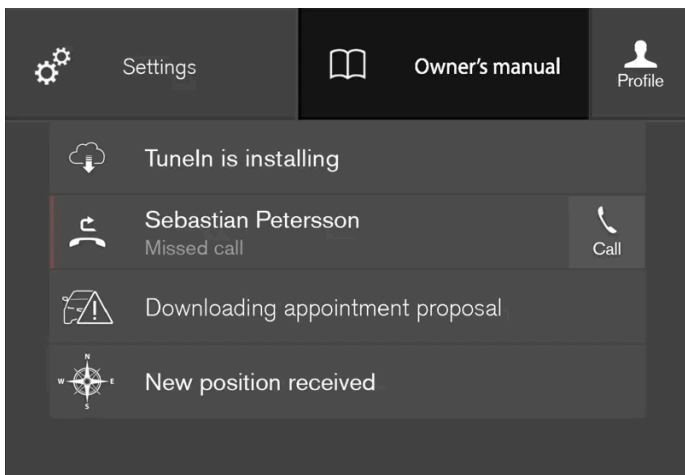 Settings
Owner's manual
Profile
TuneIn is installing
Sebastian Petersson
Missed call
Call
Downloading appointment proposal
New position received
N
W
E
S